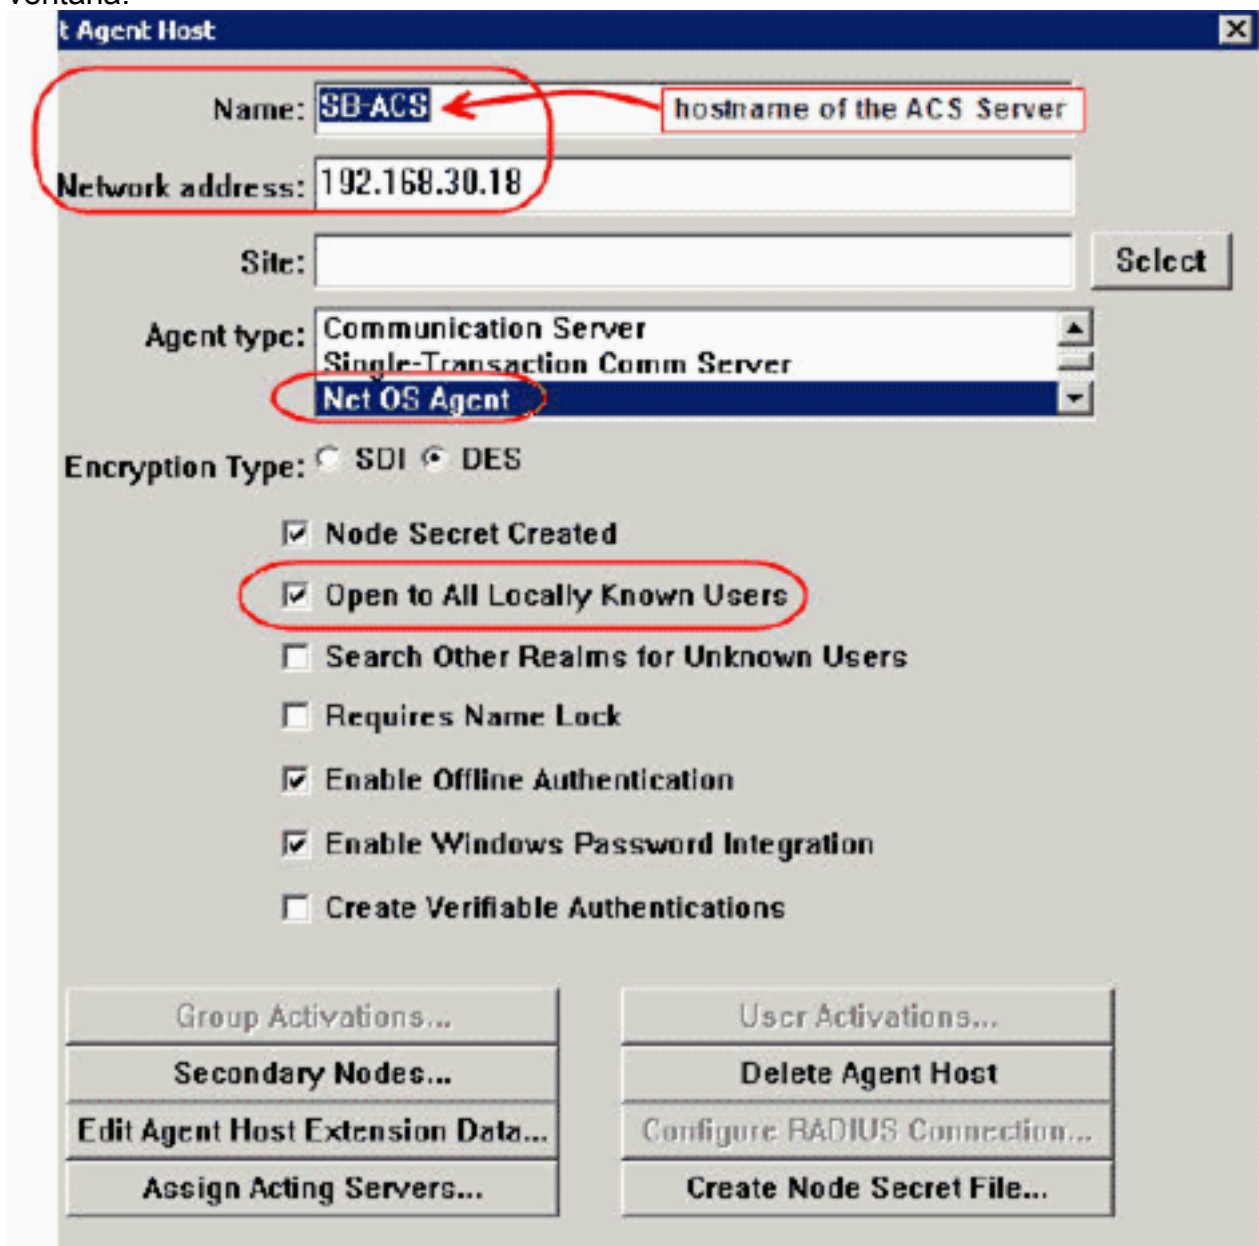 ventana:
t Agent Host
Name: SB-ACS hostname of the ACS Server
Network address: 192.168.30.18
Site: Select
Agent type: Communication Server
Single-Transaction Comm Server
Net OS Agent
Encryption Type: SDI DES
Node Secret Created
Open to All Locally Known Users
Search Other Realms for Unknown Users
Requires Name Lock
Enable Offline Authentication
Enable Windows Password Integration
Create Verifiable Authentications
Group Activations... User Activations...
Secondary Nodes... Delete Agent Host
Edit Agent Host Extension Data... Configure RADIUS Connection...
Assign Acting Servers... Create Node Secret File...